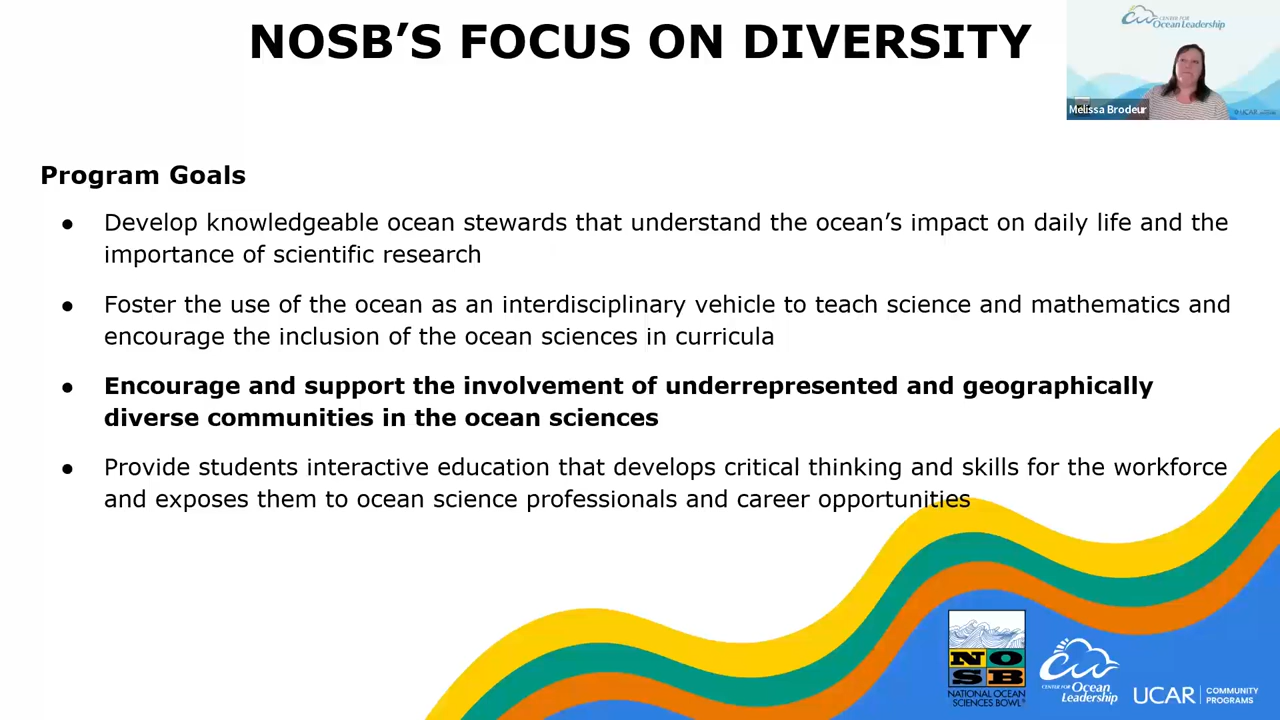 NOSB’S FOCUS ON DIVERSITY
CENTER FOR
Ocean Leadership
Melissa Brodeur
UCAR
Program Goals
● Develop knowledgeable ocean stewards that understand the ocean’s impact on daily life and the
importance of scientific research
● Foster the use of the ocean as an interdisciplinary vehicle to teach science and mathematics and
encourage the inclusion of the ocean sciences in curricula
● Encourage and support the involvement of underrepresented and geographically
diverse communities in the ocean sciences
● Provide students interactive education that develops critical thinking and skills for the workforce
and exposes them to ocean science professionals and career opportunities
N O
S B
NATIONAL OCEAN
SCIENCES BOWL®
CENTER FOR
Ocean
Leadership
UCAR
COMMUNITY
PROGRAMS